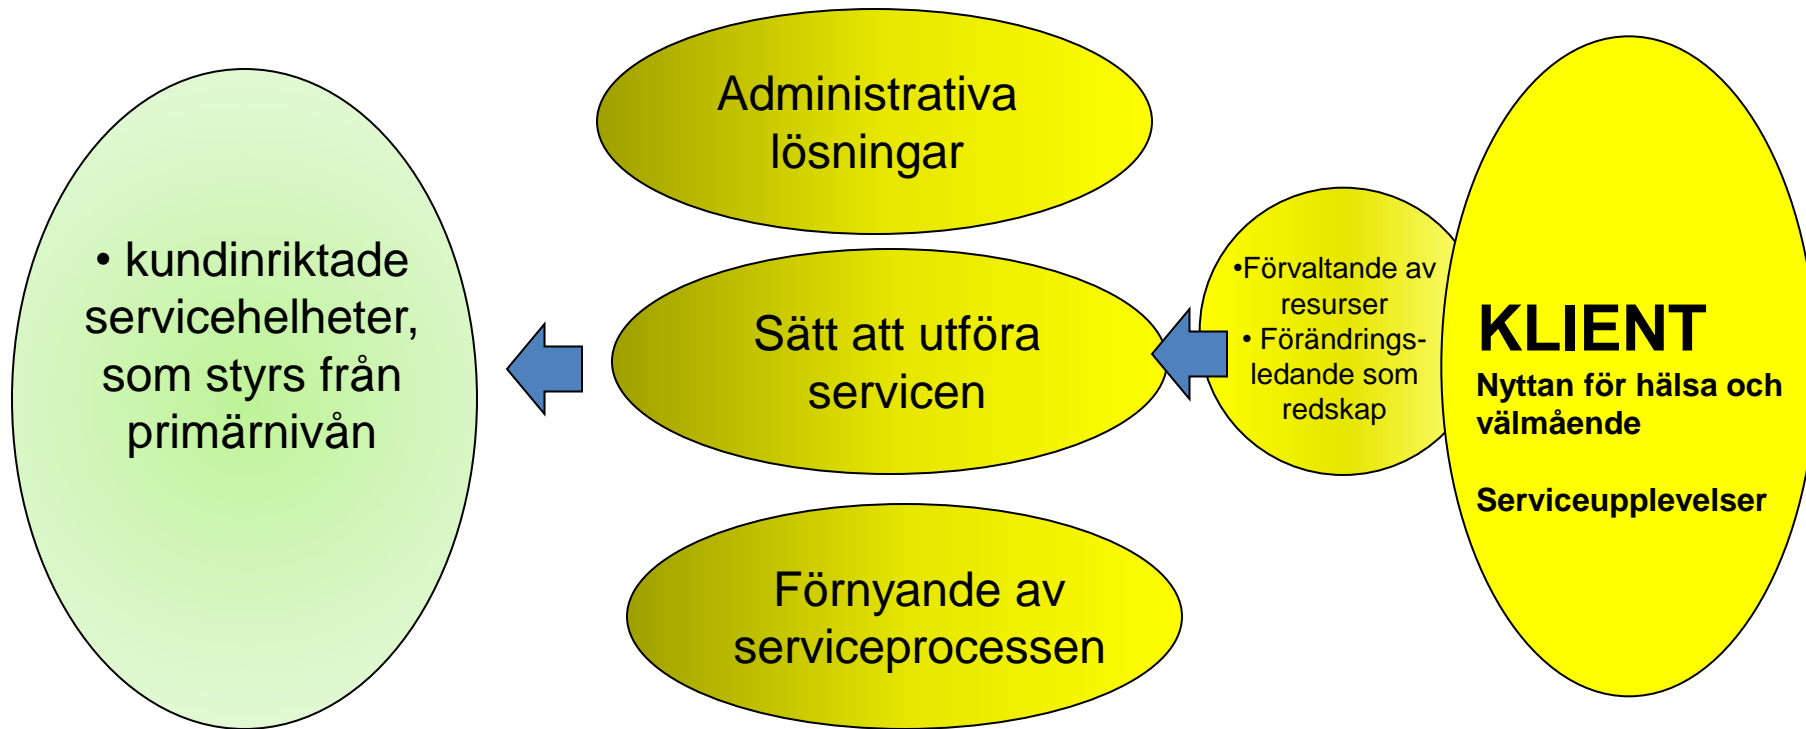 • kundinriktade
servicehelheter,
som styrs från
primärnivån
Administrativa
lösningar
Sätt att utföra
servicen
Förnyande av
serviceprocessen
•Förvaltande av
resurser
• Förändrings-
ledande som
redskap
KLIENT
Nyttan för hälsa och
välmående
Serviceupplevelser